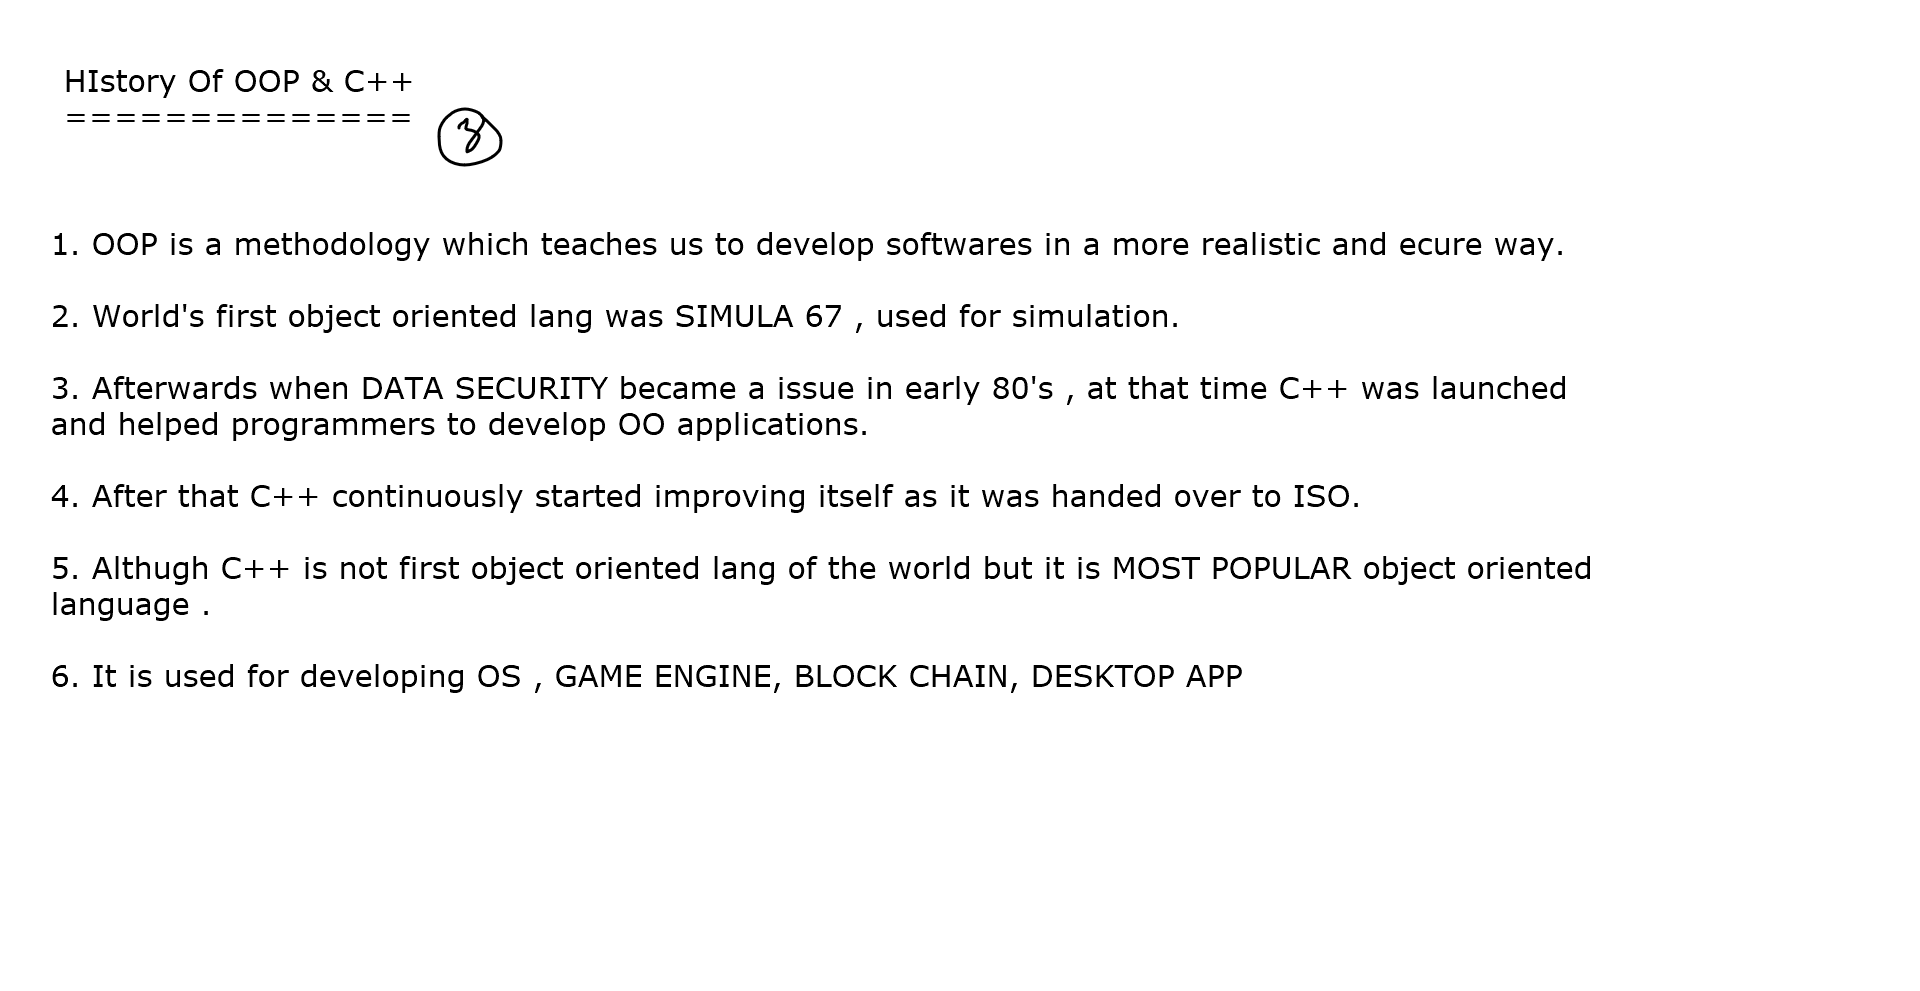 HIstory Of OOP & C++
==============
3
1. OOP is a methodology which teaches us to develop softwares in a more realistic and ecure way.
2. World's first object oriented lang was SIMULA 67 , used for simulation.
3. Afterwards when DATA SECURITY became a issue in early 80's , at that time C++ was launched
and helped programmers to develop OO applications.
4. After that C++ continuously started improving itself as it was handed over to ISO.
5. Althugh C++ is not first object oriented lang of the world but it is MOST POPULAR object oriented
language .
6. It is used for developing OS , GAME ENGINE, BLOCK CHAIN, DESKTOP APP